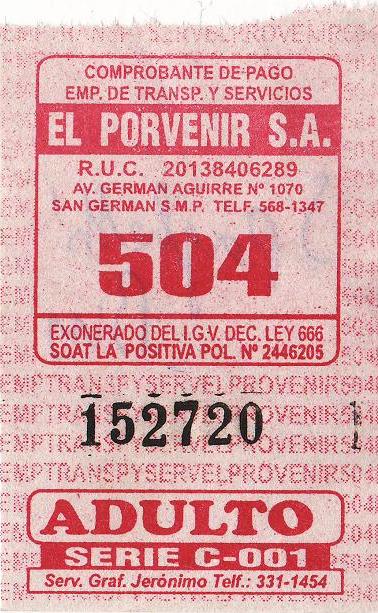 COMPROBANTE DE PAGO
EMP. DE TRANSP. Y SERVICIOS
EL PORVENIR S.A.
R.U.C. 20138406289
AV. GERMAN AGUIRRE Nº 1070
SAN GERMAN S.M.P. TELF. 568-1347
504
EXONERADO DEL I.G.V. DEC. LEY 666
SOAT LA POSITIVA POL. Nº 2446205
152720
ADULTO
SERIE C-001
Serv. Graf. Jerónimo Telf.: 331-1454